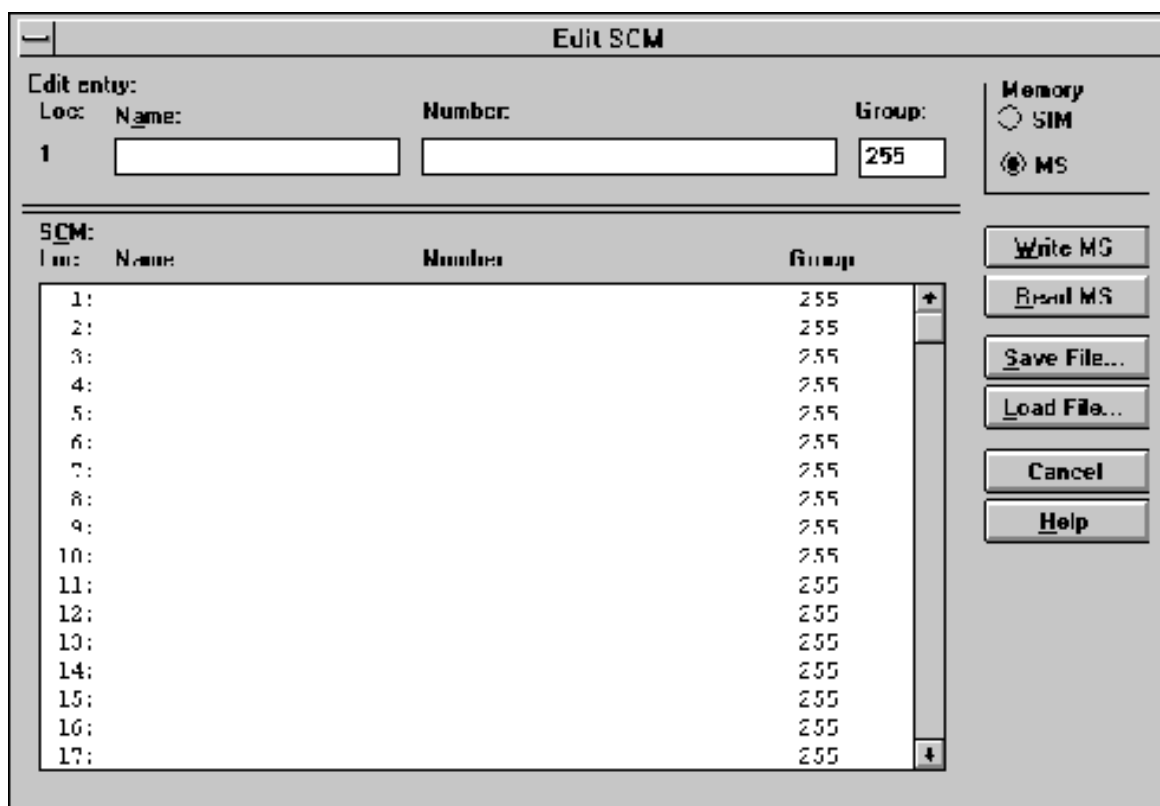 Edit SCM
Edit entry:
Loc: Name: Number: Group:
1 255
Memory
SIM
MS
SCM:
Loc: Name Number Group
1: 255
2: 255
3: 255
4: 255
5: 255
6: 255
7: 255
8: 255
9: 255
10: 255
11: 255
12: 255
13: 255
14: 255
15: 255
16: 255
17: 255
Write MS
Read MS
Save File...
Load File...
Cancel
Help